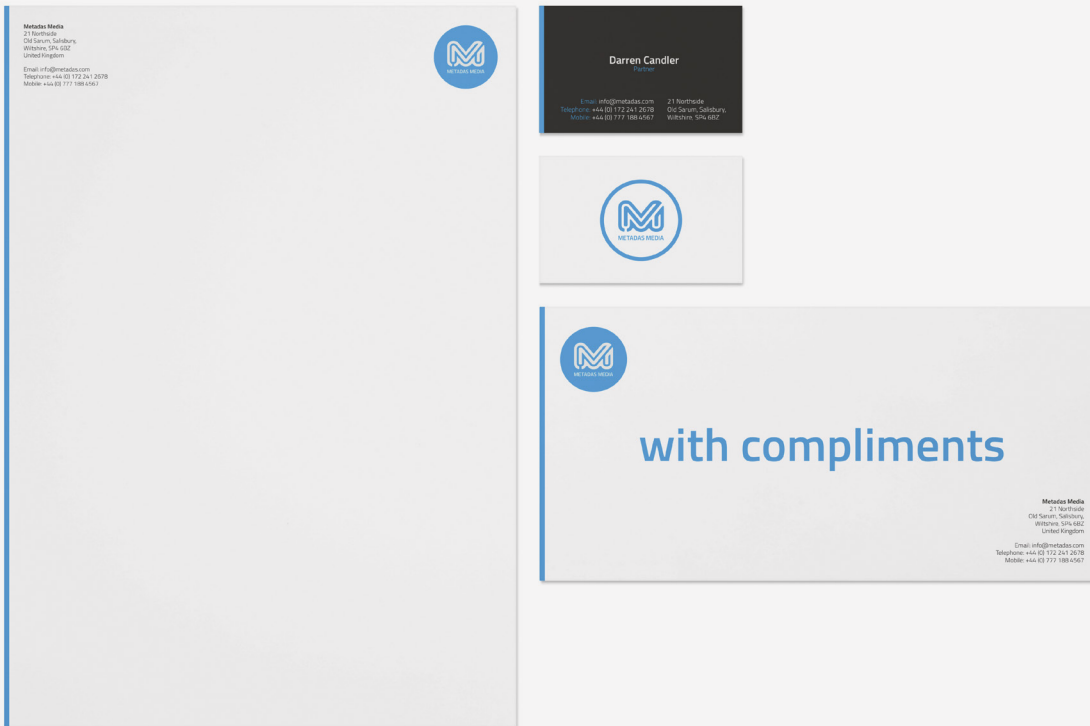 Metadas Media
21 Northside
Old Sarum, Salisbury,
Wiltshire, SP4 6BZ
United Kingdom
Email: info@metadas.com
Telephone: +44 (0) 172 241 2678
Mobile: +44 (0) 777 188 4567
METADAS MEDIA
Darren Candler
Partner
Email: info@metadas.com
Telephone: +44 (0) 172 241 2678
Mobile: +44 (0) 777 188 4567
21 Northside
Old Sarum, Salisbury,
Wiltshire, SP4 6BZ
METADAS MEDIA
METADAS MEDIA
with compliments
Metadas Media
21 Northside
Old Sarum, Salisbury,
Wiltshire, SP4 6BZ
United Kingdom
Email: info@metadas.com
Telephone: +44 (0) 172 241 2678
Mobile: +44 (0) 777 188 4567